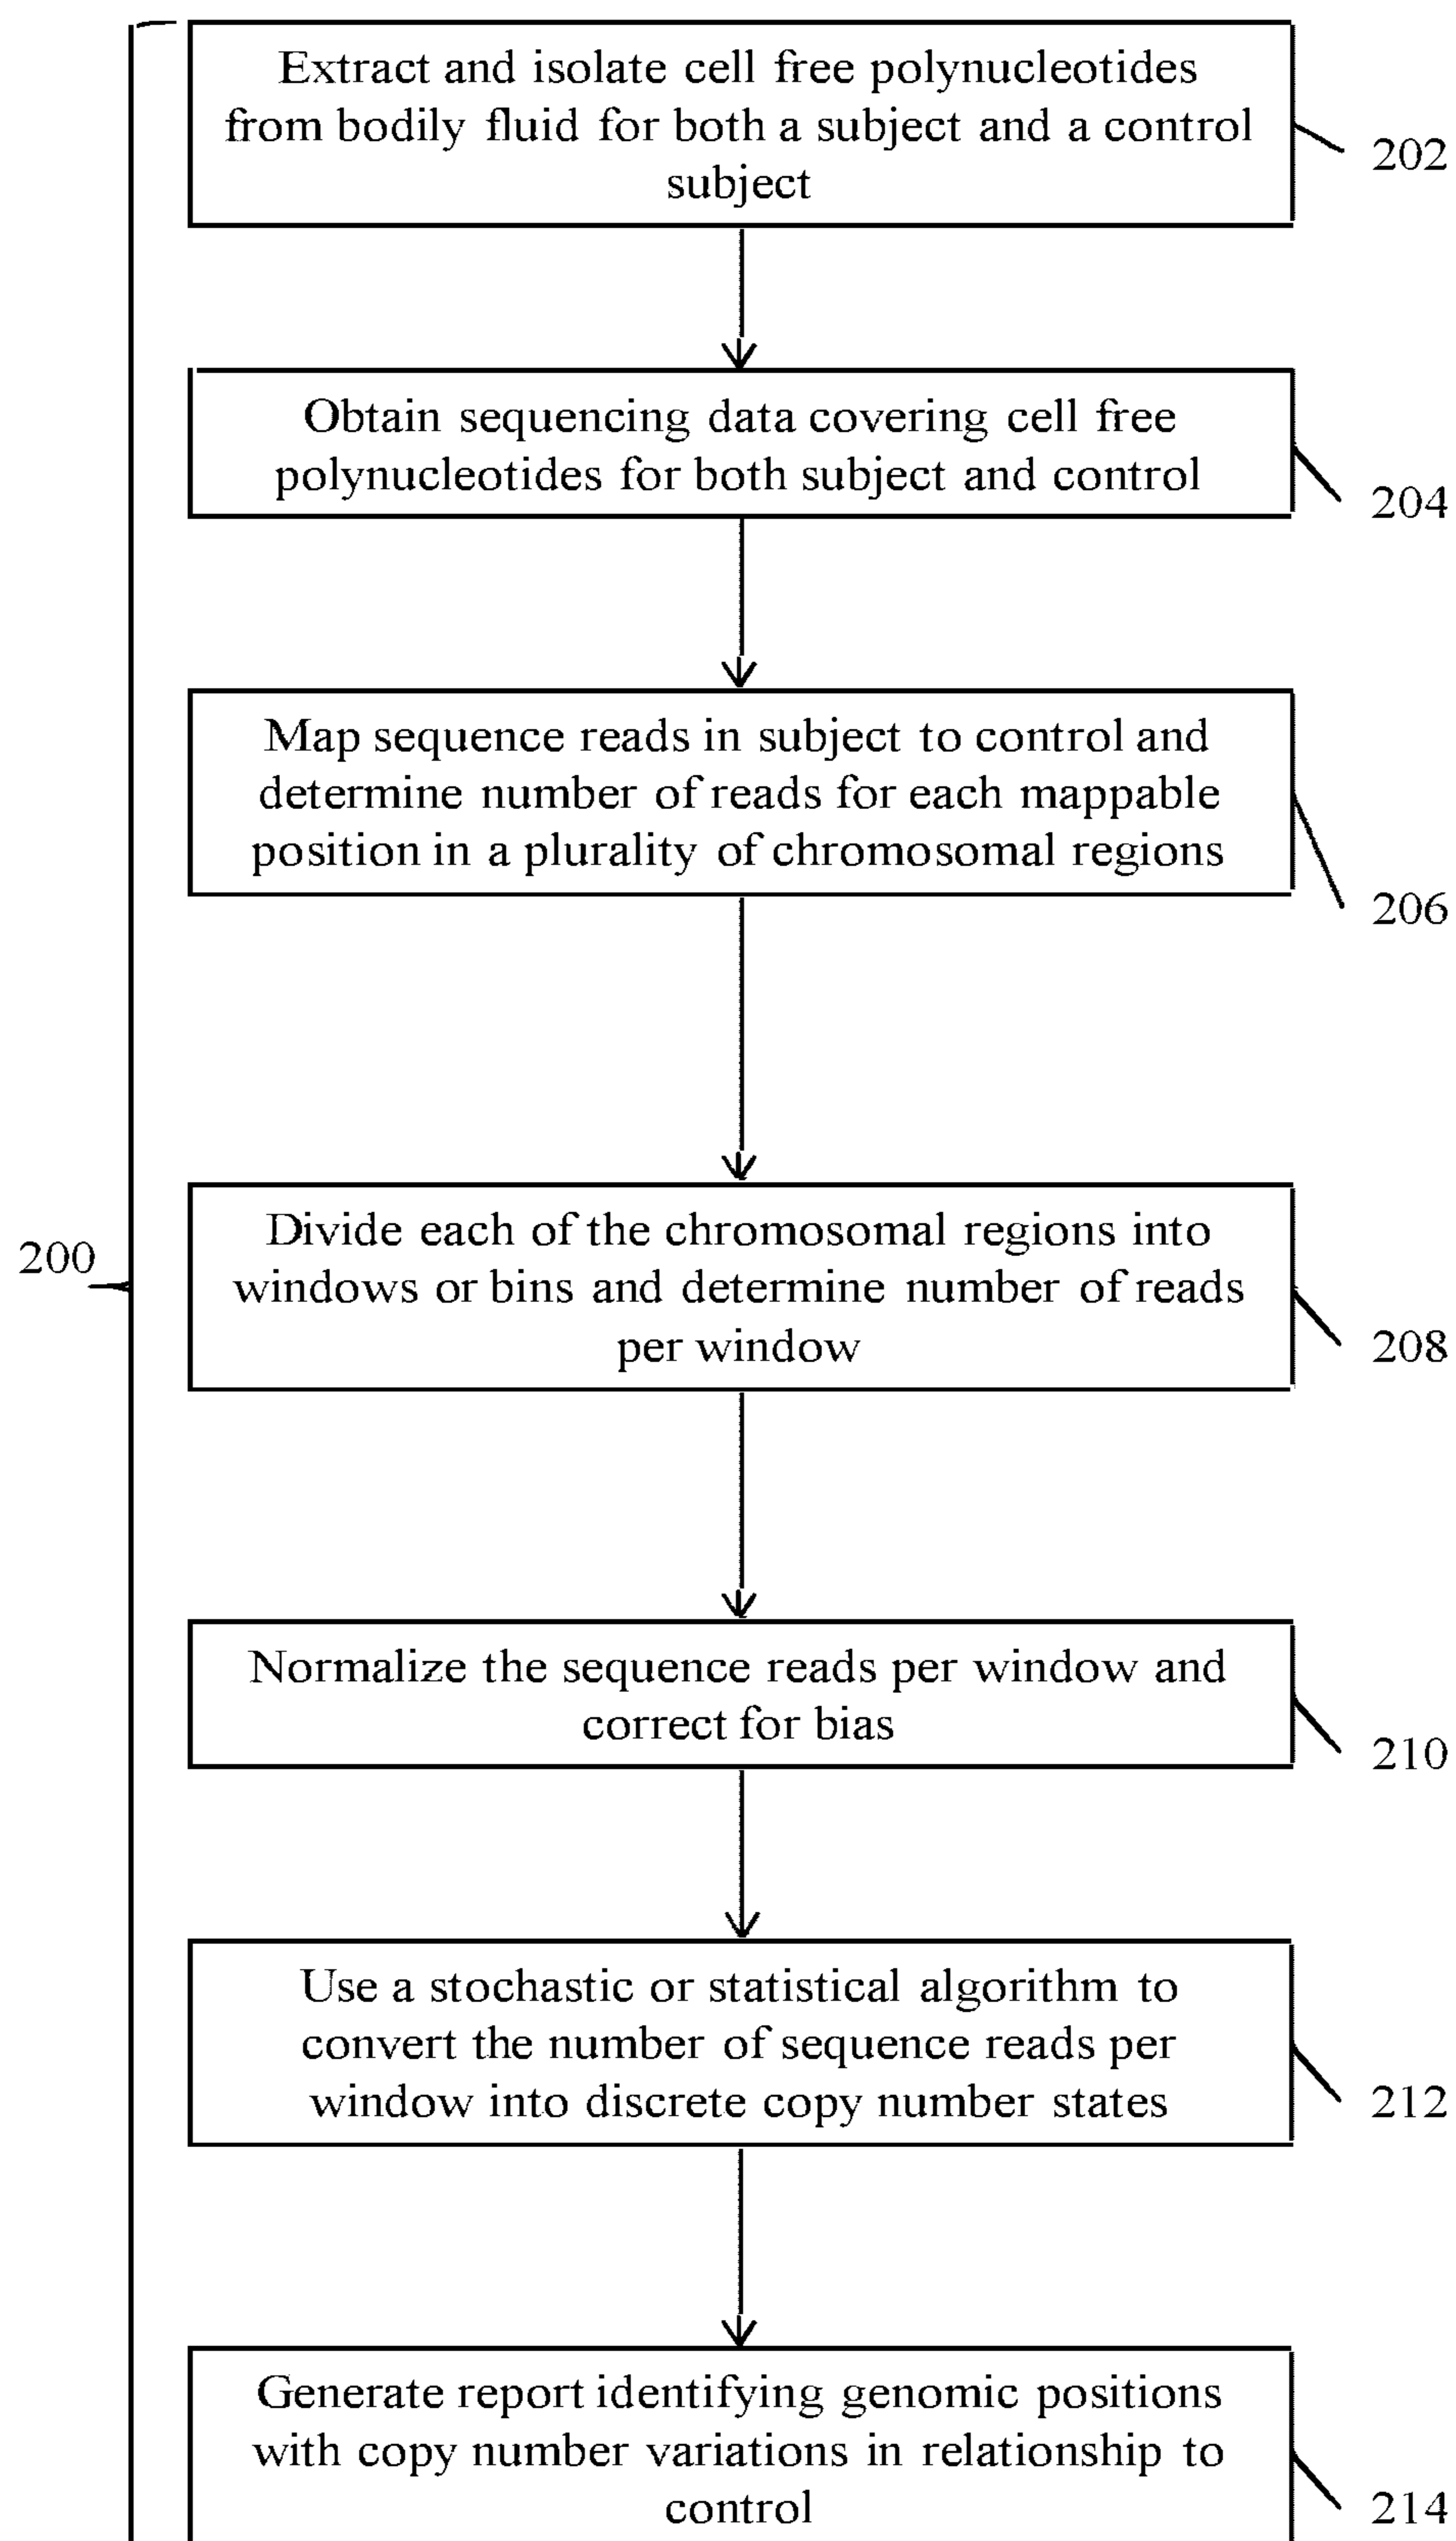 Extract and isolate cell free polynucleotides
from bodily fluid for both a subject and a control
subject
202
Obtain sequencing data covering cell free
polynucleotides for both subject and control
204
Map sequence reads in subject to control and
determine number of reads for each mappable
position in a plurality of chromosomal regions
206
200
Divide each of the chromosomal regions into
windows or bins and determine number of reads
per window
208
Normalize the sequence reads per window and
correct for bias
210
Use a stochastic or statistical algorithm to
convert the number of sequence reads per
window into discrete copy number states
212
Generate report identifying genomic positions
with copy number variations in relationship to
control
214